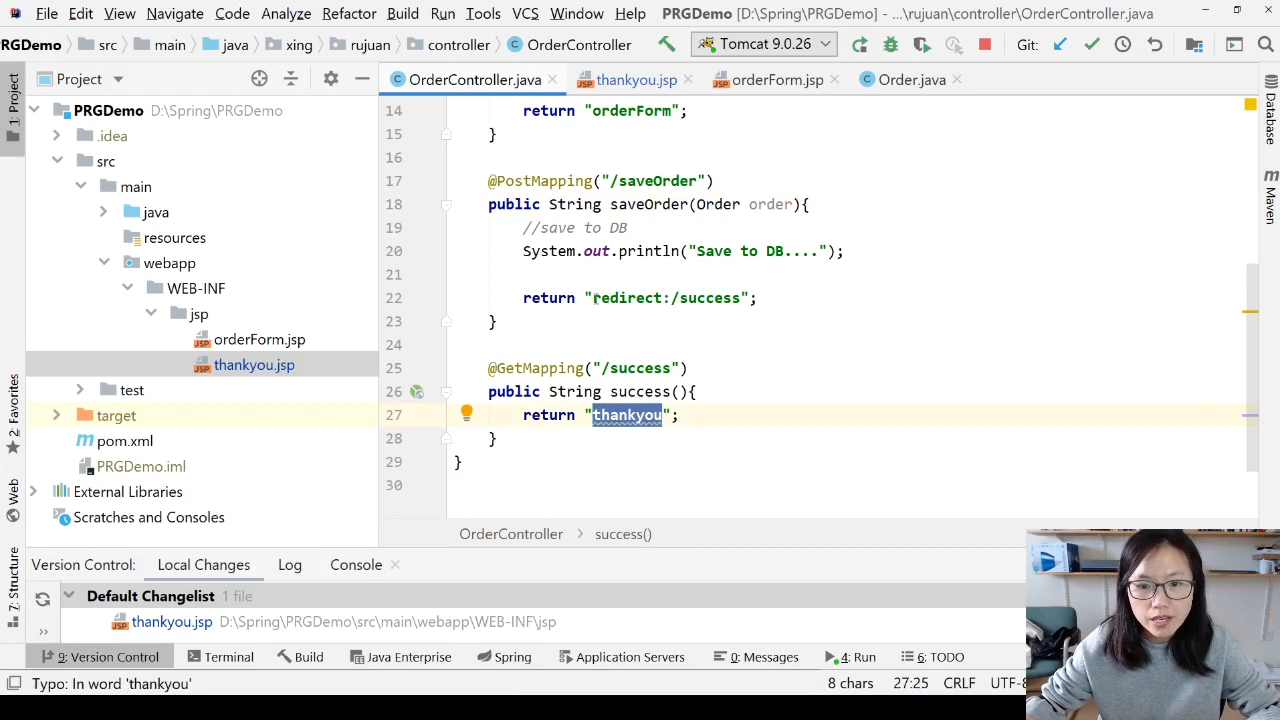 File Edit View Navigate Code Analyze Refactor Build Run Tools VCS Window Help PRGDemo [D:\Spring\PRGDemo] - ...\rujuan\controller\OrderController.java
PRGDemo src main java xing rujuan controller OrderController Tomcat 9.0.26 Git:
Project OrderController.java thankyou.jsp orderForm.jsp Order.java
1: Project
2: Favorites
Web
7: Structure
PRGDemo D:\Spring\PRGDemo
.idea
src
main
java
resources
webapp
WEB-INF
jsp
orderForm.jsp
thankyou.jsp
test
target
pom.xml
PRGDemo.iml
External Libraries
Scratches and Consoles
14 return "orderForm";
15 }
16
17 @PostMapping("/saveOrder")
18 public String saveOrder(Order order){
19 //save to DB
20 System.out.println("Save to DB....");
21
22 return "redirect:/success";
23 }
24
25 @GetMapping("/success")
26 public String success(){
27 return "thankyou";
28 }
29 }
30
Database
Maven
OrderController success()
Version Control: Local Changes Log Console
Default Changelist 1 file
thankyou.jsp D:\Spring\PRGDemo\src\main\webapp\WEB-INF\jsp
9: Version Control Terminal Build Java Enterprise Spring Application Servers 0: Messages 4: Run 6: TODO
Typo: In word 'thankyou' 8 chars 27:25 CRLF UTF-8